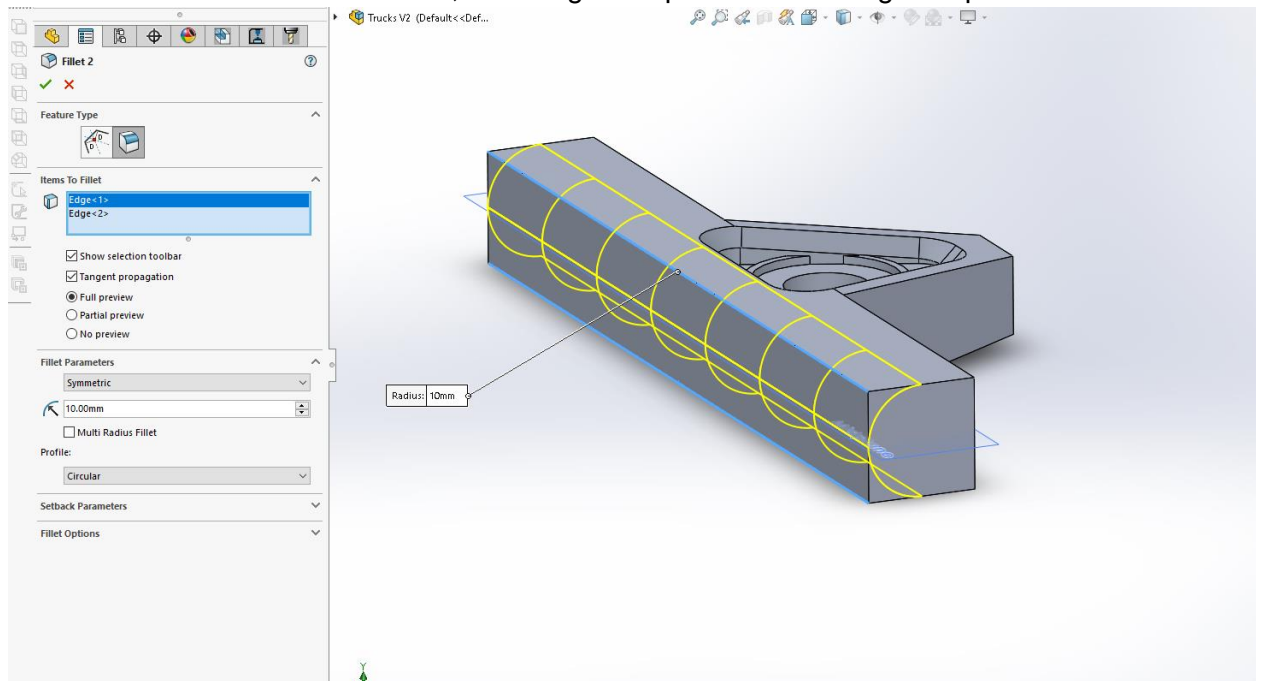 Trucks V2 (Default<<Def...
Fillet 2
Feature Type
Items To Fillet
Edge<1>
Edge<2>
Show selection toolbar
Tangent propagation
Full preview
Partial preview
No preview
Fillet Parameters
Symmetric
10.00mm
Multi Radius Fillet
Profile:
Circular
Setback Parameters
Fillet Options
Radius: 10mm
Y